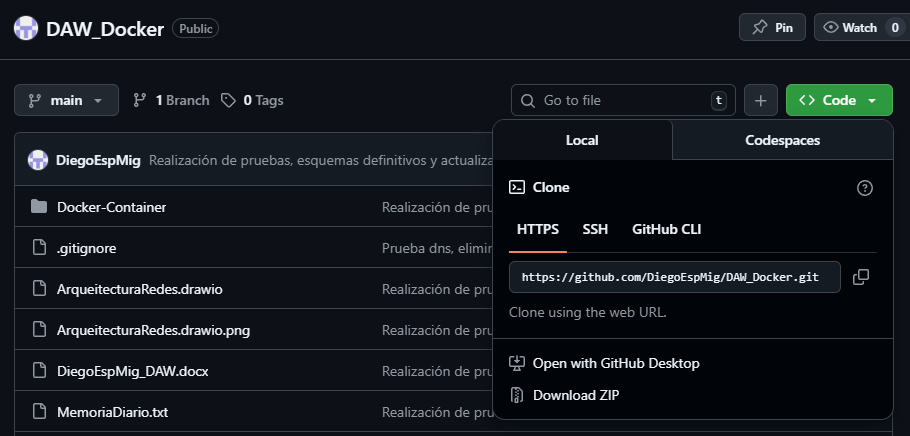 DAW_Docker Public Pin Watch 0
main 1 Branch 0 Tags Go to file t Code
Local Codespaces
DiegoEspMig Realización de pruebas, esquemas definitivos y actualiza
Clone
Docker-Container Realización de pru
HTTPS SSH GitHub CLI
.gitignore Prueba dns, elimin
https://github.com/DiegoEspMig/DAW_Docker.git
ArqueitecturaRedes.drawio Realización de pru
Clone using the web URL.
ArqueitecturaRedes.drawio.png Realización de pru
Open with GitHub Desktop
DiegoEspMig_DAW.docx Realización de pru
Download ZIP
MemoriaDiario.txt Realización de pru